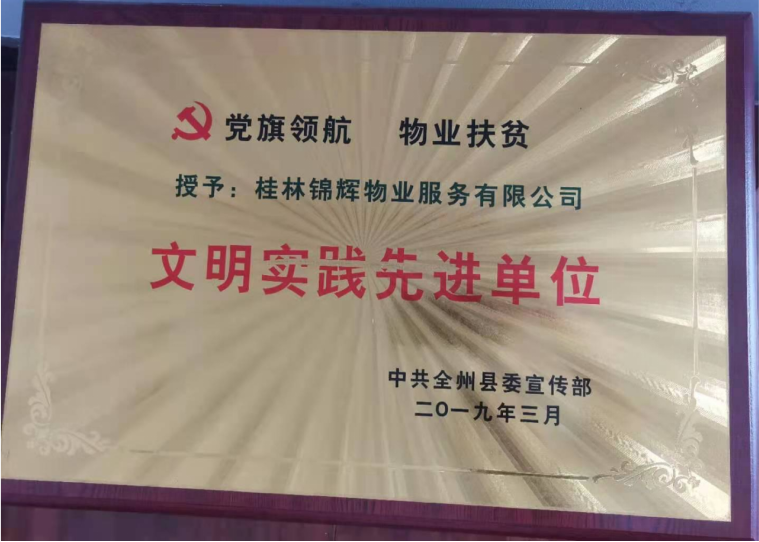 党旗领航 物业扶贫
授予：桂林锦辉物业服务有限公司
文明实践先进单位
中共全州县委宣传部
二〇一九年三月